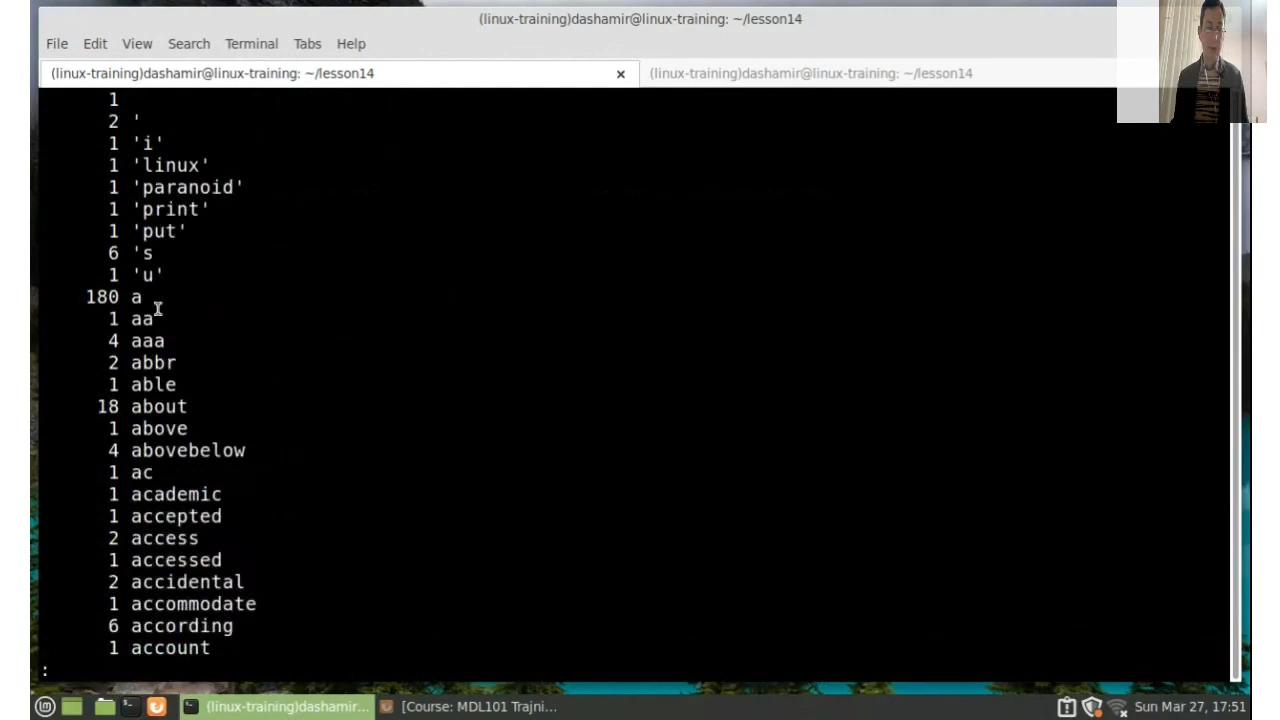 (linux-training)dashamir@linux-training: ~/lesson14
File Edit View Search Terminal Tabs Help
(linux-training)dashamir@linux-training: ~/lesson14 × (linux-training)dashamir@linux-training: ~/lesson14
1
2 '
1 'i'
1 'linux'
1 'paranoid'
1 'print'
1 'put'
6 's
1 'u'
180 a
1 aa
4 aaa
2 abbr
1 able
18 about
1 above
4 abovebelow
1 ac
1 academic
1 accepted
2 access
1 accessed
2 accidental
1 accommodate
6 according
1 account
:
(linux-training)dashamir... [Course: MDL101 Trajni... Sun Mar 27, 17:51